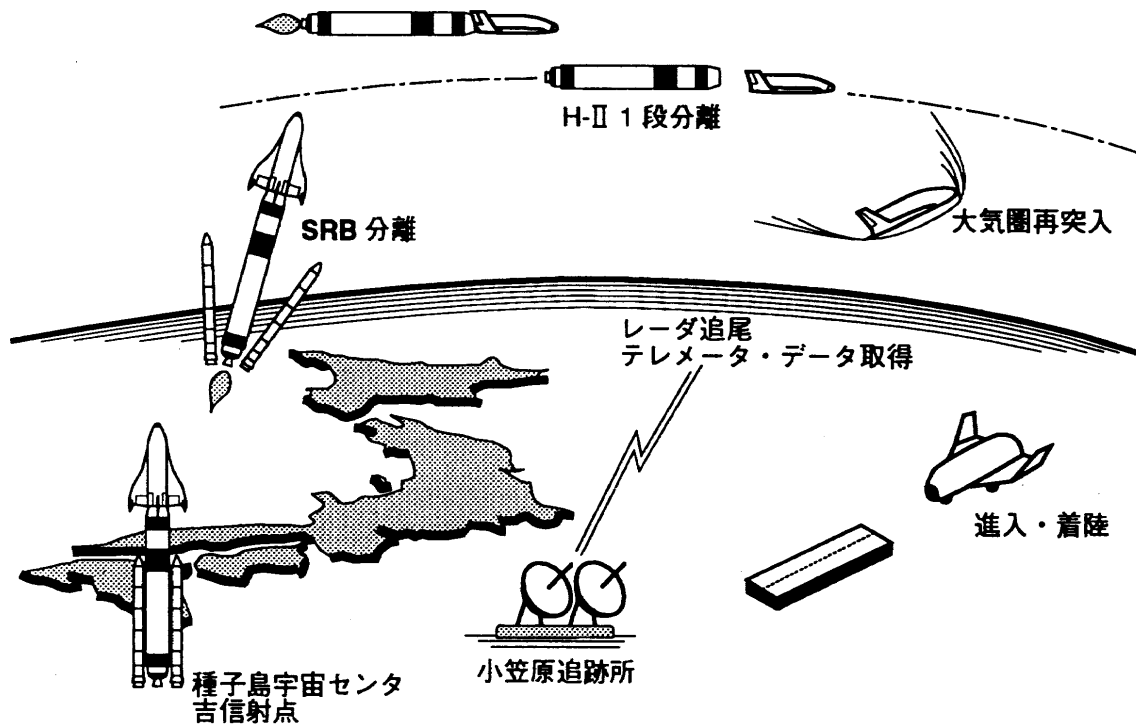 H-Ⅱ 1 段分離
SRB 分離
大気圏再突入
レーダ追尾
テレメータ・データ取得
進入・着陸
小笠原追跡所
種子島宇宙センタ
吉信射点